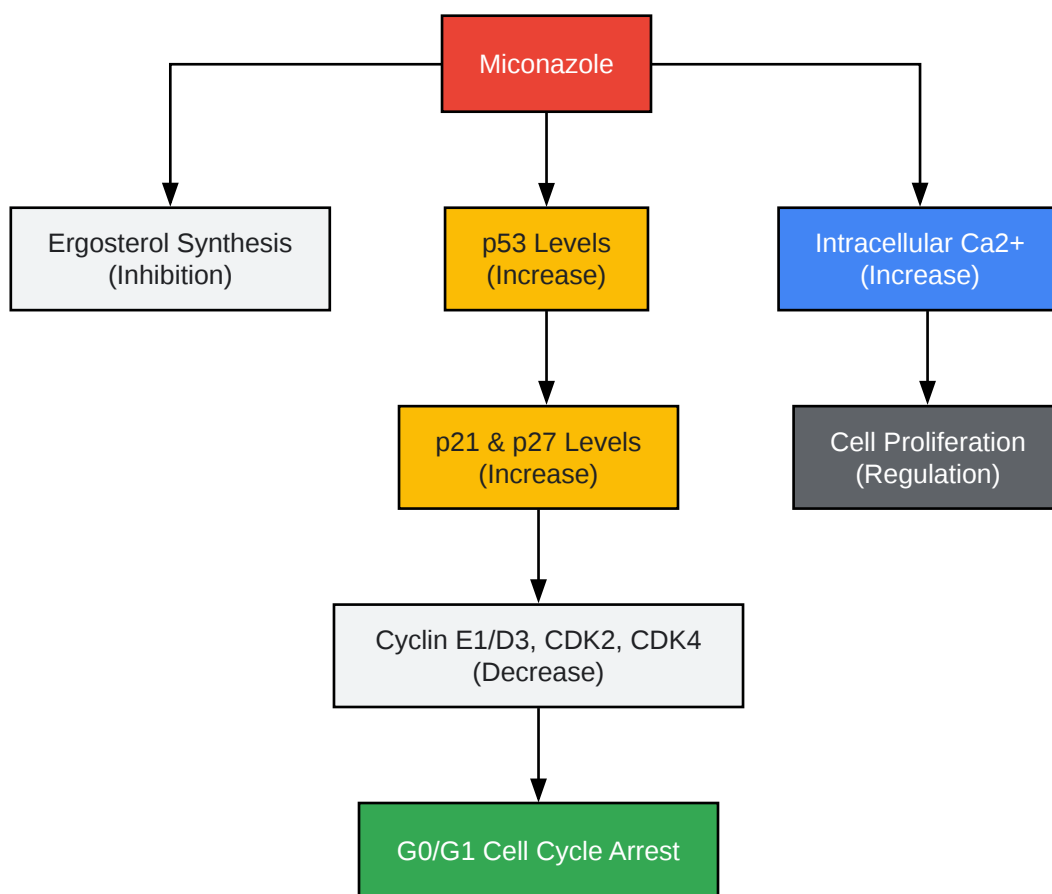 Miconazole
Ergosterol Synthesis
(Inhibition)
p53 Levels
(Increase)
Intracellular Ca2+
(Increase)
p21 & p27 Levels
(Increase)
Cell Proliferation
(Regulation)
Cyclin E1/D3, CDK2, CDK4
(Decrease)
G0/G1 Cell Cycle Arrest